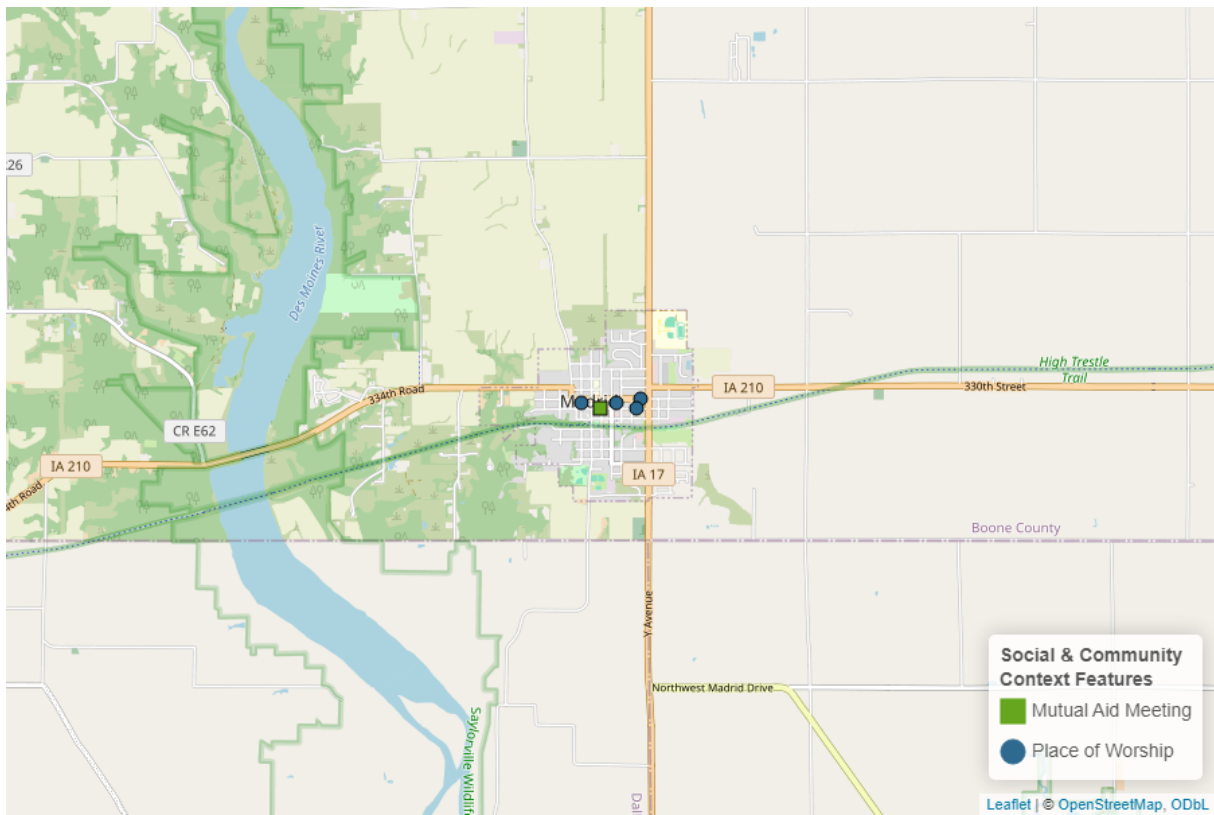 26
Des Moines River
High Trestle
Trail
IA 210
330th Street
334th Road
CR E62
IA 210
IA 17
Boone County
Y Avenue
Northwest Madrid Drive
Saylorville Wildlif
Dal
Social & Community
Context Features
Mutual Aid Meeting
Place of Worship
Leaflet | © OpenStreetMap, ODbL